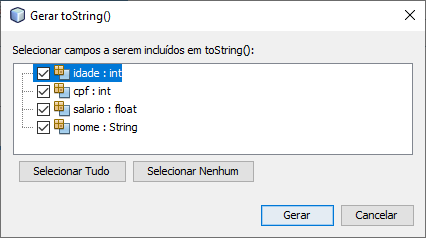 Gerar toString()
Selecionar campos a serem incluídos em toString():
idade : int
cpf : int
salario : float
nome : String
Selecionar Tudo
Selecionar Nenhum
Gerar
Cancelar